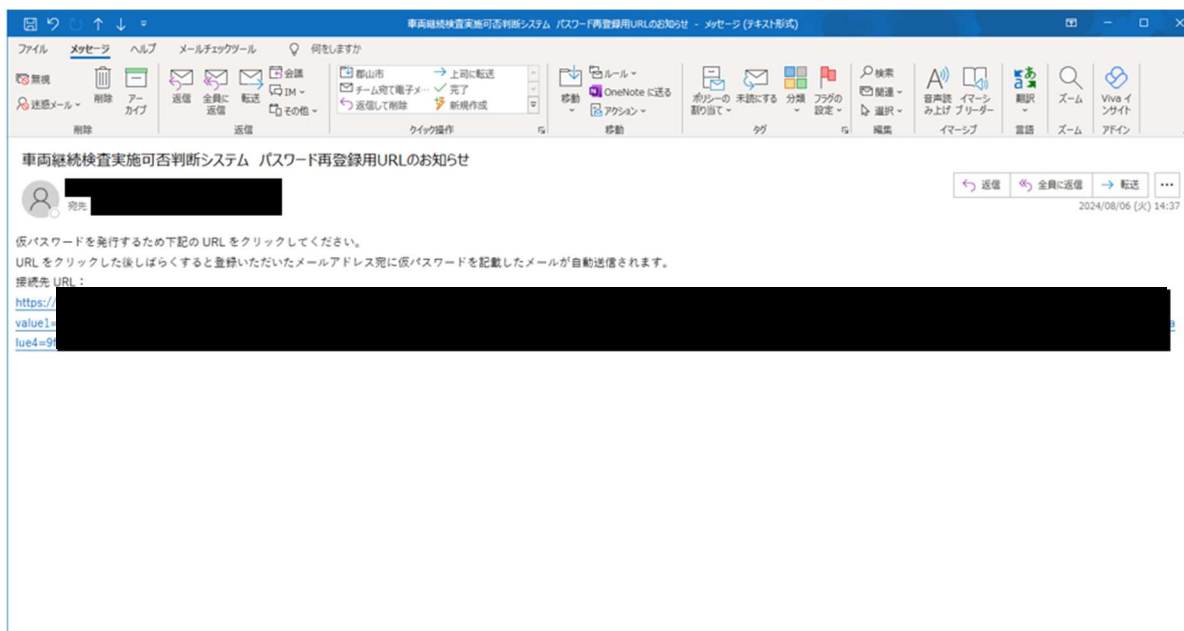 車両継続検査実施可否判断システム パスワード再登録用URLのお知らせ - メッセージ (テキスト形式)
ファイル メッセージ ヘルプ メールチェックツール 何をしますか
無視
迷惑メール
削除
アーカイブ
削除
返信
全員に返信
転送
会議
IM
その他
返信
郡山市
チーム宛て電子メ…
返信して削除
上司に転送
完了
新規作成
クイック操作
移動
ルール
OneNote に送る
アクション
移動
ポリシーの割り当て
未読にする
分類
フラグの設定
タグ
検索
関連
選択
編集
音声読み上げ
イマーシブリーダー
イマーシブ
翻訳
言語
ズーム
ズーム
Viva インサイト
アドイン
車両継続検査実施可否判断システム パスワード再登録用URLのお知らせ
宛先
返信 全員に返信 転送
2024/08/06 (火) 14:37
仮パスワードを発行するため下記の URL をクリックしてください。
URL をクリックした後しばらくすると登録いただいたメールアドレス宛に仮パスワードを記載したメールが自動送信されます。
接続先 URL：
https://
value1=
lue4=9f